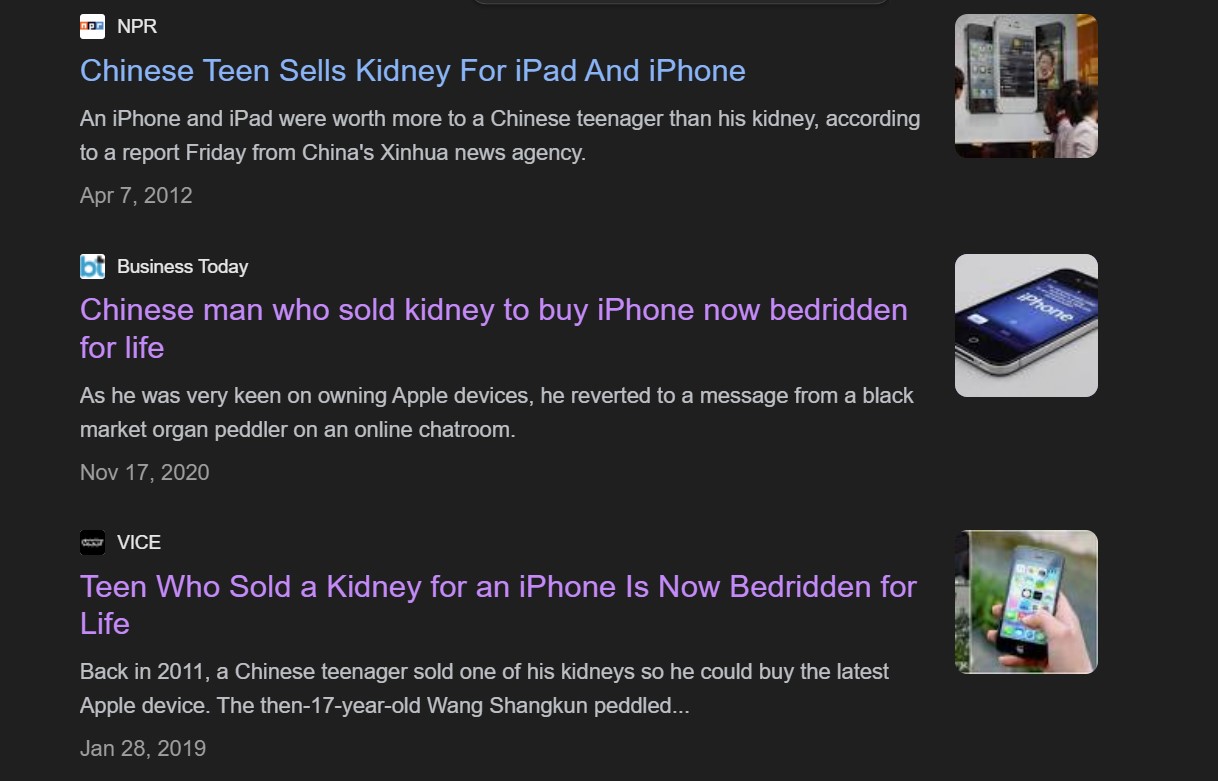 NPR
Chinese Teen Sells Kidney For iPad And iPhone
An iPhone and iPad were worth more to a Chinese teenager than his kidney, according
to a report Friday from China's Xinhua news agency.
Apr 7, 2012
bt
Business Today
Chinese man who sold kidney to buy iPhone now bedridden
for life
As he was very keen on owning Apple devices, he reverted to a message from a black
market organ peddler on an online chatroom.
iPhone
Nov 17, 2020
VICE
Teen Who Sold a Kidney for an iPhone Is Now Bedridden for
Life
Back in 2011, a Chinese teenager sold one of his kidneys so he could buy the latest
Apple device. The then-17-year-old Wang Shangkun peddled...
Jan 28, 2019